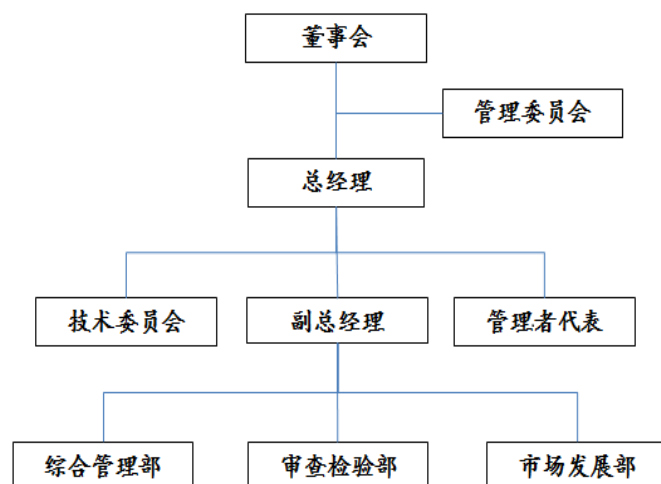 董事会
管理委员会
总经理
技术委员会
副总经理
管理者代表
综合管理部
审查检验部
市场发展部